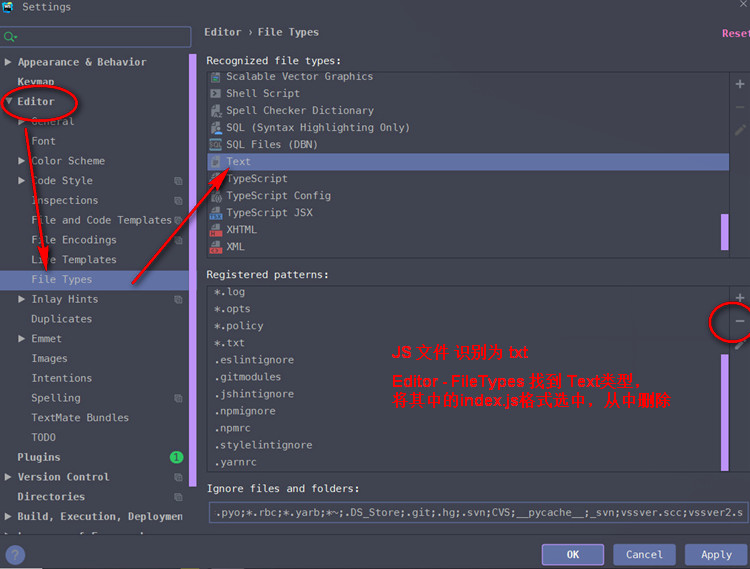 Settings
Editor › File Types
Reset
Appearance & Behavior
Keymap
Editor
General
Font
Color Scheme
Code Style
Inspections
File and Code Templates
File Encodings
Live Templates
File Types
Inlay Hints
Duplicates
Emmet
Images
Intentions
Spelling
TextMate Bundles
TODO
Plugins
1
Version Control
Directories
Build, Execution, Deploymen
Recognized file types:
Scalable Vector Graphics
Shell Script
Spell Checker Dictionary
SQL (Syntax Highlighting Only)
SQL Files (DBN)
Text
TypeScript
TypeScript Config
TypeScript JSX
XHTML
XML
Registered patterns:
*.log
*.opts
*.policy
*.txt
.eslintignore
.gitmodules
.jshintignore
.npmignore
.npmrc
.stylelintignore
.yarnrc
JS 文件 识别为 txt
Editor - FileTypes 找到 Text类型，
将其中的index.js格式选中，从中删除
Ignore files and folders:
.pyo;*.rbc;*.yarb;*~;.DS_Store;.git;.hg;.svn;CVS;__pycache__;_svn;vssver.scc;vssver2.s
?
OK
Cancel
Apply